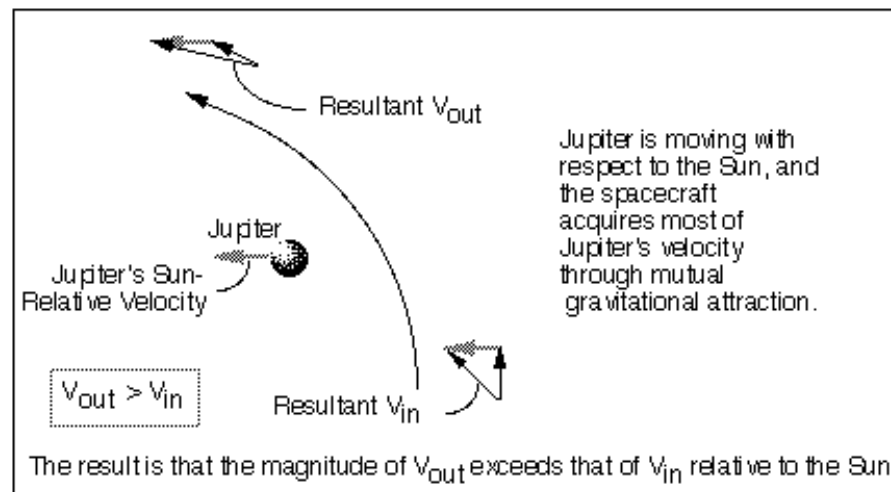 Resultant Vout
Jupiter is moving with
respect to the Sun, and
the spacecraft
acquires most of
Jupiter's velocity
through mutual
gravitational attraction.
Jupiter
Jupiter's Sun-
Relative Velocity
Vout > Vin
Resultant Vin
The result is that the magnitude of Vout exceeds that of Vin relative to the Sun